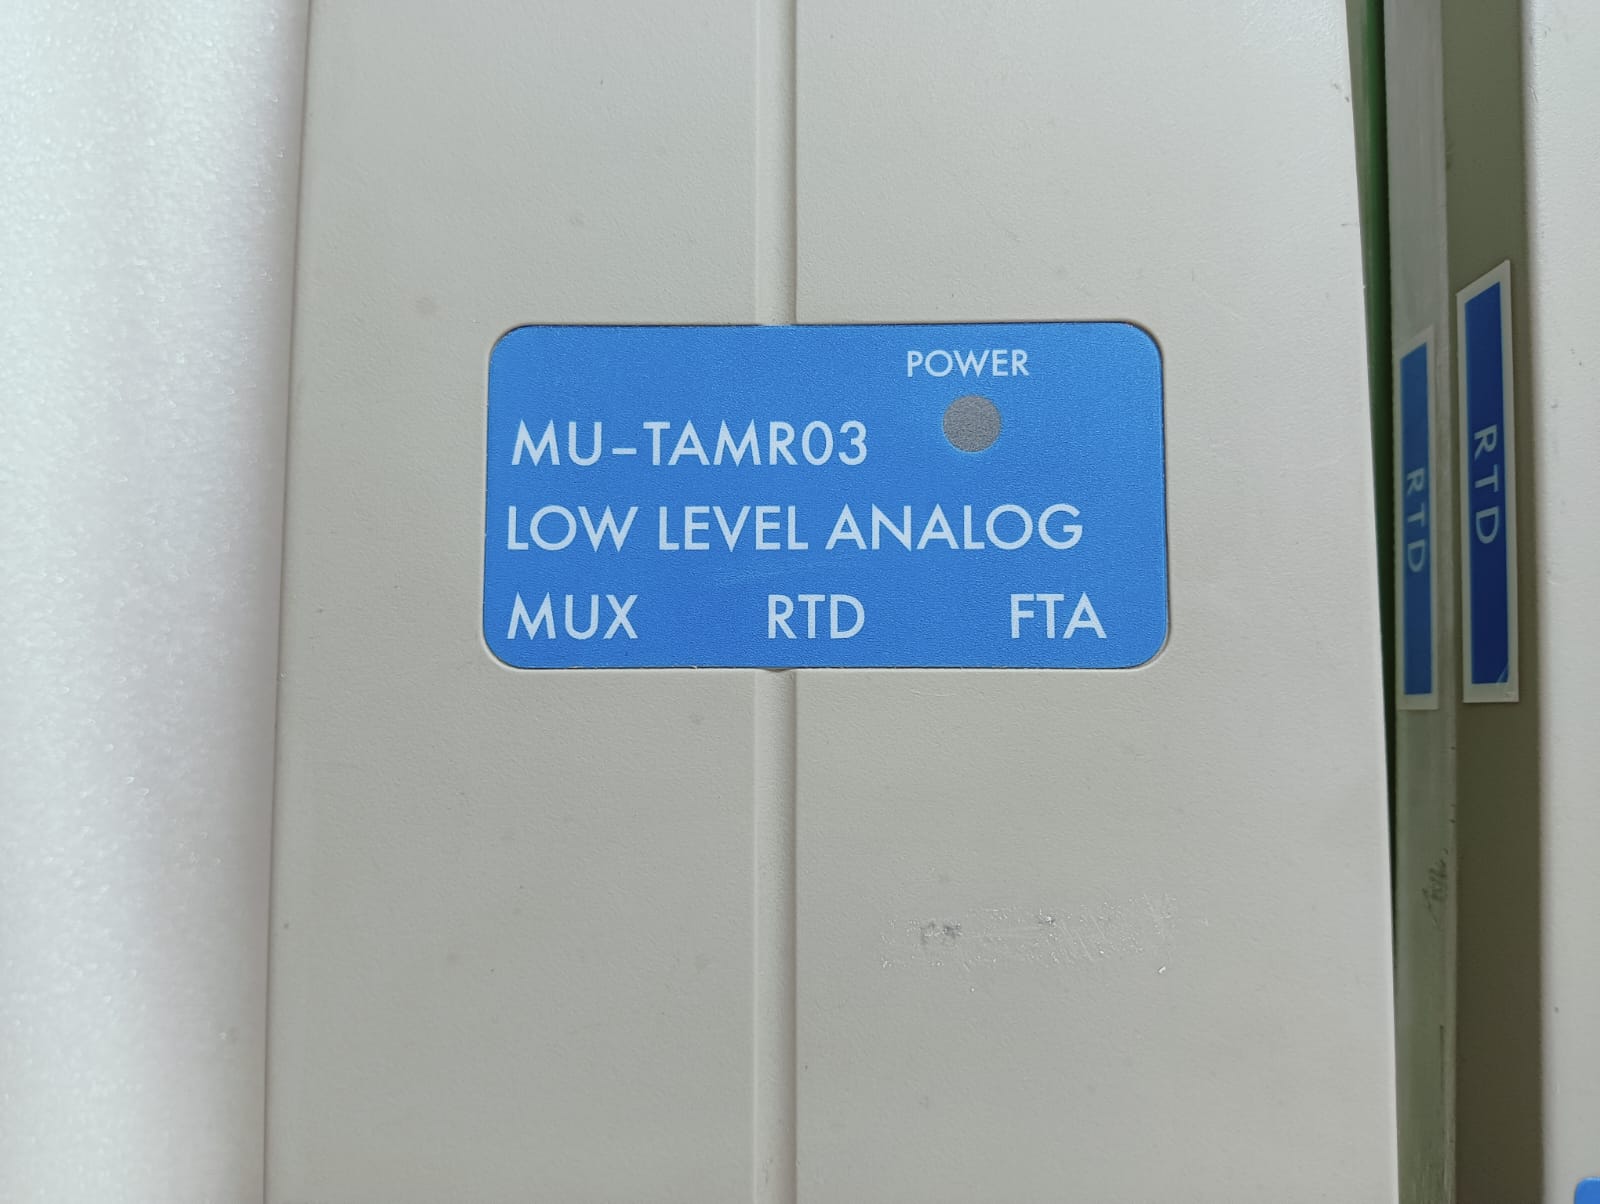 POWER
MU-TAMR03
LOW LEVEL ANALOG
MUX RTD FTA
RTD
RTD